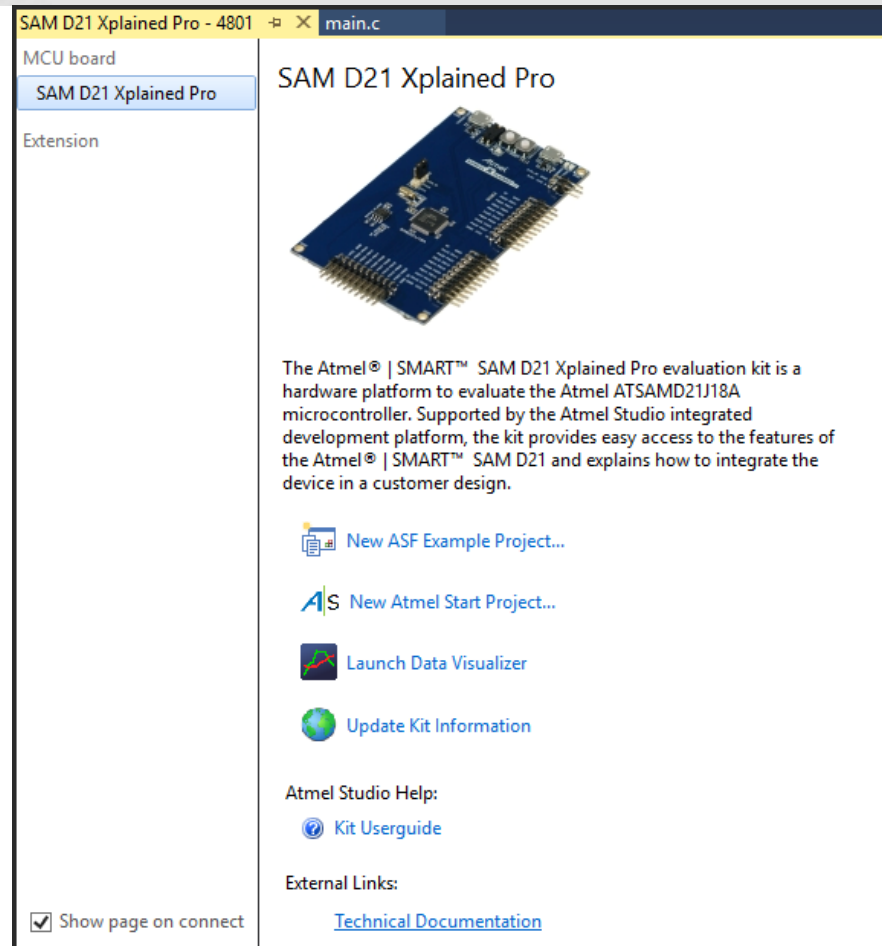 SAM D21 Xplained Pro - 4801
main.c
MCU board
SAM D21 Xplained Pro
Extension
SAM D21 Xplained Pro
Atmel
The Atmel® | SMART™ SAM D21 Xplained Pro evaluation kit is a
hardware platform to evaluate the Atmel ATSAMD21J18A
microcontroller. Supported by the Atmel Studio integrated
development platform, the kit provides easy access to the features of
the Atmel® | SMART™ SAM D21 and explains how to integrate the
device in a customer design.
New ASF Example Project...
New Atmel Start Project...
Launch Data Visualizer
Update Kit Information
Atmel Studio Help:
Kit Userguide
External Links:
Technical Documentation
Show page on connect